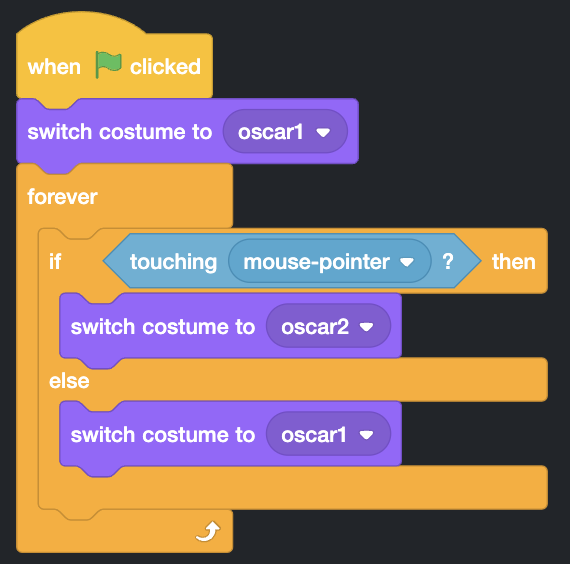 when clicked
switch costume to oscar1
forever
if touching mouse-pointer ? then
switch costume to oscar2
else
switch costume to oscar1